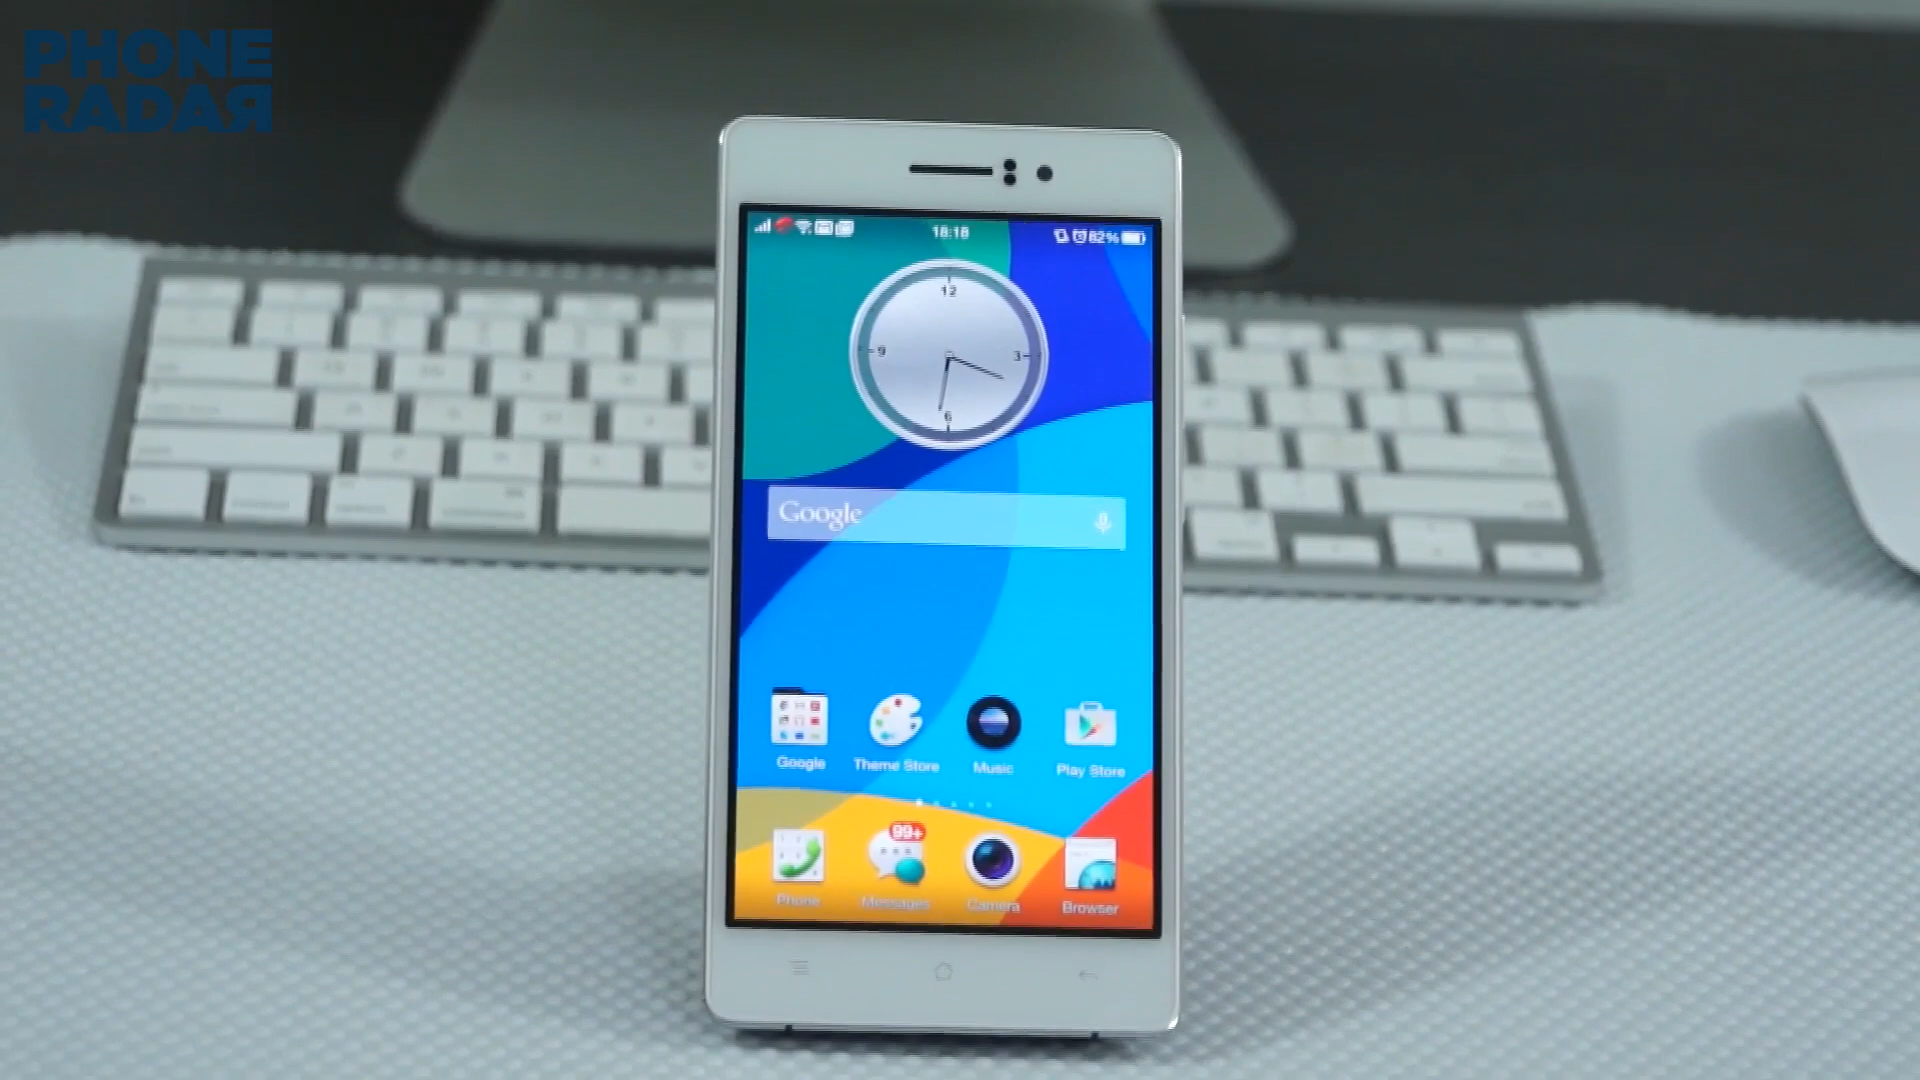 PHONE
RADAR
18:18
82%
12
9
3
6
Google
Google
Theme Store
Music
Play Store
99+
Phone
Messages
Camera
Browser